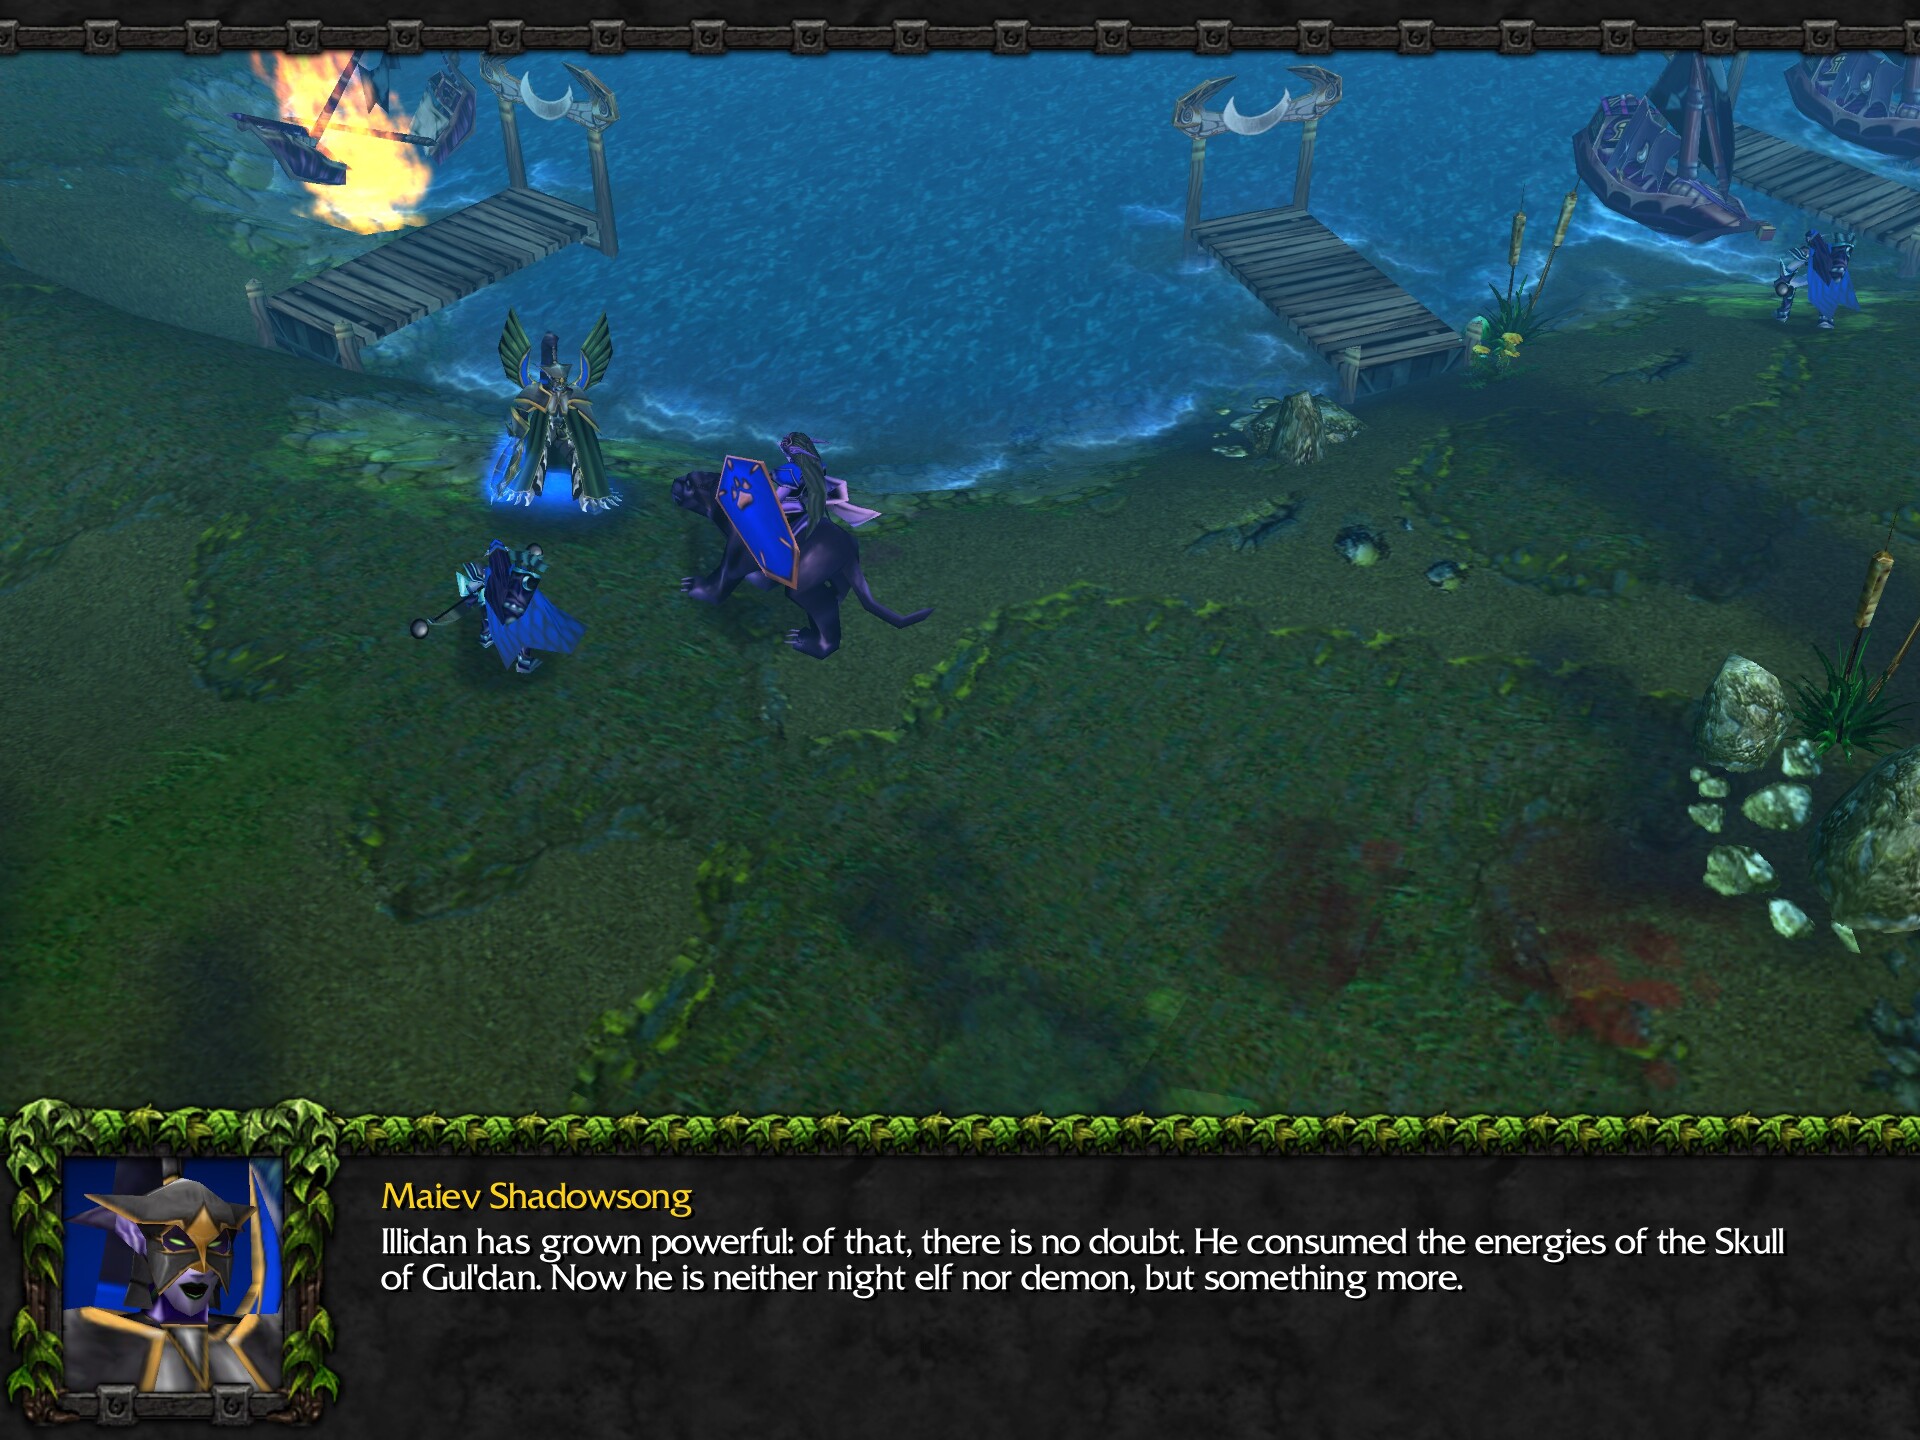 Maiev Shadowsong
Illidan has grown powerful: of that, there is no doubt. He consumed the energies of the Skull
of Gul'dan. Now he is neither night elf nor demon, but something more.